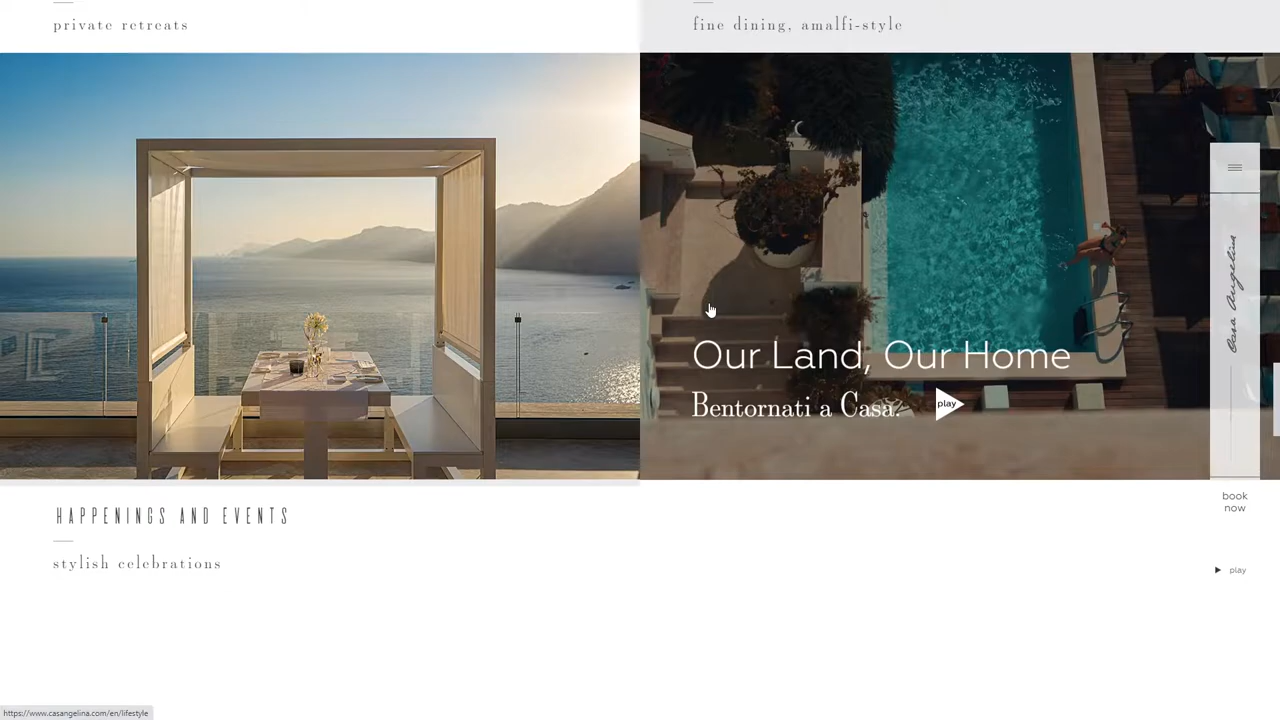 private retreats
fine dining, amalfi-style
Our Land, Our Home
Bentornati a Casa.
play
Casa Angelina
HAPPENINGS AND EVENTS
stylish celebrations
book
now
play
https://www.casangelina.com/en/lifestyle